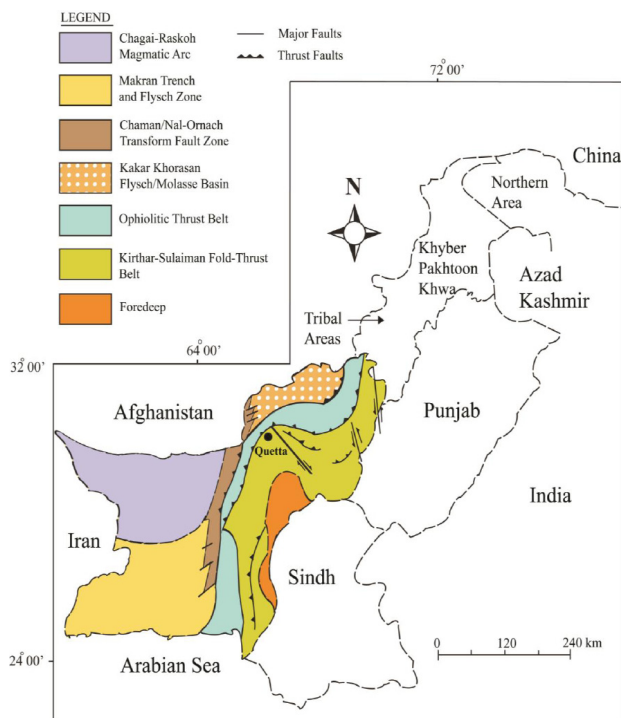 LEGEND
Chagai-Raskoh
Magmatic Arc
Makran Trench
and Flysch Zone
Chaman/Nal-Ornach
Transform Fault Zone
Kakar Khorasan
Flysch/Molasse Basin
Ophiolitic Thrust Belt
Kirthar-Sulaiman Fold-Thrust
Belt
Foredeep
Major Faults
Thrust Faults
72°00'
China
Northern
Area
N
Khyber
Pakhtoon
Khwa
Azad
Kashmir
Tribal
Areas
64°00'
32°00'
Afghanistan
Punjab
Quetta
India
Iran
Sindh
0 120 240 km
24°00'
Arabian Sea